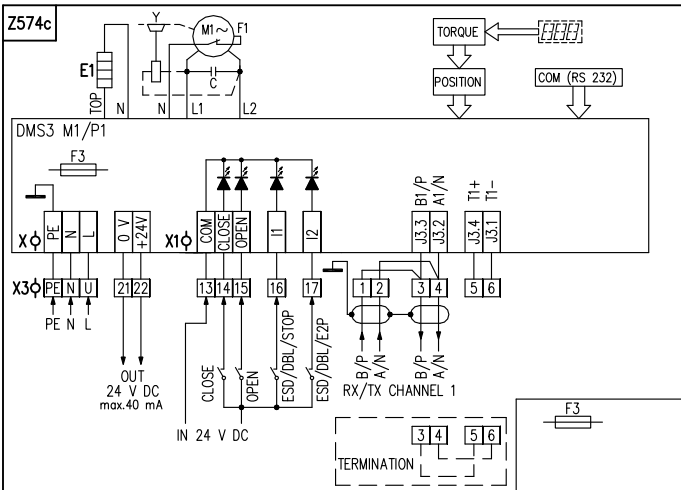 Z574c
Y
M1~
F1
E1
TOP
N
N
C
L1
L2
TORQUE
POSITION
COM (RS 232)
DMS3 M1/P1
F3
X
PE
N
L
0 V
+24V
X1
COM
CLOSE
OPEN
I1
I2
J3.3
B1/P
J3.2
A1/N
J3.4
T1+
J3.1
T1-
X3
PE N U 21 22 13 14 15 16 17 1 2 3 4 5 6
PE N L
OUT
24 V DC
max.40 mA
CLOSE
OPEN
ESD/DBL/STOP
ESD/DBL/E2P
IN 24 V DC
B/P
A/N
B/P
A/N
RX/TX CHANNEL 1
TERMINATION
3 4 5 6
F3